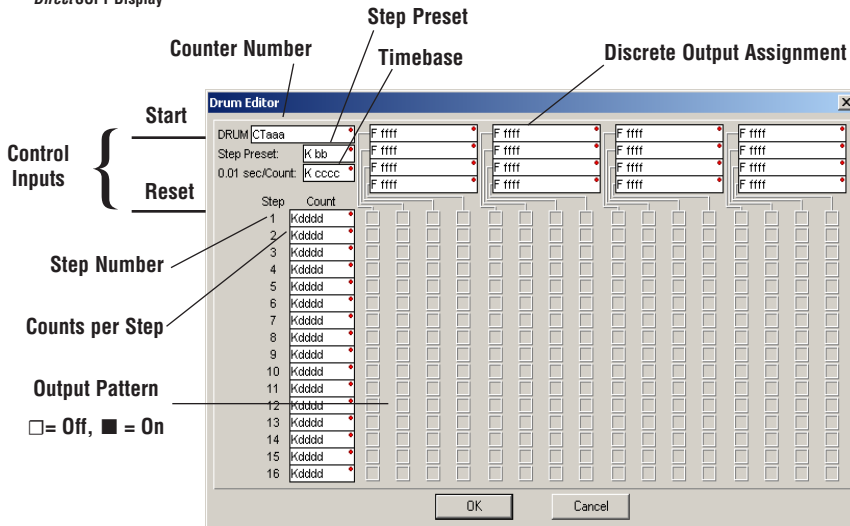 DirectSOFT Display
Step Preset
Counter Number
Timebase
Discrete Output Assignment
Drum Editor
Start
Control
Inputs
Reset
DRUM CTaaa
Step Preset: K bb
0.01 sec/Count: K cccc
F ffff F ffff F ffff F ffff
F ffff F ffff F ffff F ffff
F ffff F ffff F ffff F ffff
F ffff F ffff F ffff F ffff
Step Count
1 Kdddd
2 Kdddd
3 Kdddd
4 Kdddd
5 Kdddd
6 Kdddd
7 Kdddd
8 Kdddd
9 Kdddd
10 Kdddd
11 Kdddd
12 Kdddd
13 Kdddd
14 Kdddd
15 Kdddd
16 Kdddd
Step Number
Counts per Step
Output Pattern
□= Off, ■ = On
OK Cancel